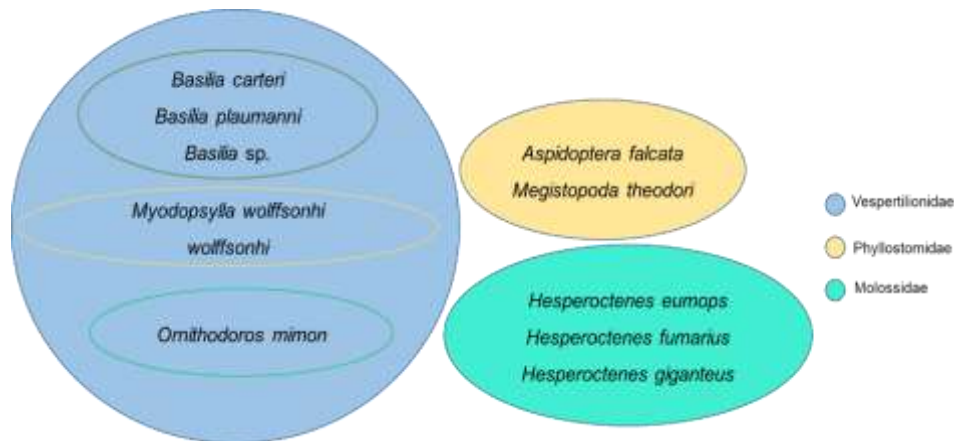 Basilia carteri
Basilia plaumanni
Basilia sp.
Myodopsylla wolffsonhi
wolffsonhi
Ornithodoros mimon
Aspidoptera falcata
Megistopoda theodori
Hesperoctenes eumops
Hesperoctenes fumarius
Hesperoctenes giganteus
Vespertilionidae
Phyllostomidae
Molossidae